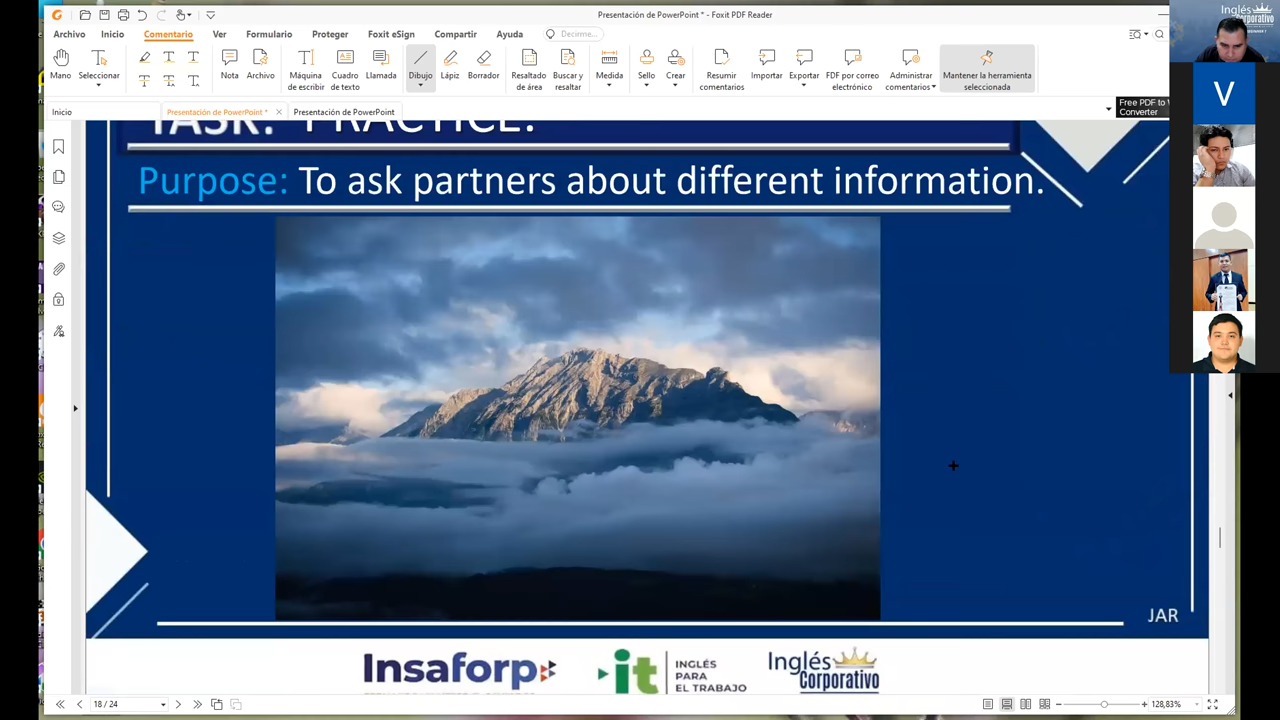 Presentación de PowerPoint * - Foxit PDF Reader
Archivo Inicio Comentario Ver Formulario Proteger Foxit eSign Compartir Ayuda Decirme...
Mano Seleccionar Nota Archivo Máquina de escribir Cuadro de texto Llamada Dibujo Lápiz Borrador Resaltado de área Buscar y resaltar Medida Sello Crear Resumir comentarios Importar Exportar FDF por correo electrónico Administrar comentarios Mantener la herramienta seleccionada
Inicio Presentación de PowerPoint * Presentación de PowerPoint
Free PDF to
Converter
Inglés
Corporativo
V
TASK: PRACTICE.
Purpose: To ask partners about different information.
JAR
Insaforp
it
INGLÉS
PARA
EL TRABAJO
Inglés
Corporativo
18 / 24
128,83%